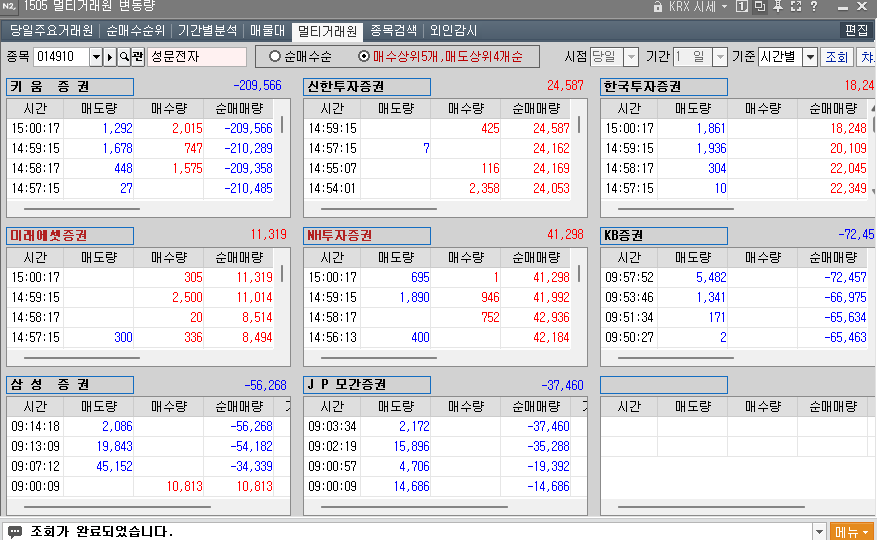 N2. 1505 멀티거래원 변동량 KRX 시세 1 ?
당일주요거래원 순매수순위 기간별분석 매물대 멀티거래원 종목검색 외인감시 편집
종목 014910 관 성문전자 순매수순 매수상위5개,매도상위4개순 시점 당일 기간 1 일 기준 시간별 조회
키 움 증 권 -209,566
시간 매도량 매수량 순매매량
15:00:17 1,292 2,015 -209,566
14:59:15 1,678 747 -210,289
14:58:17 448 1,575 -209,358
14:57:15 27 -210,485
신한투자증권 24,587
시간 매도량 매수량 순매매량
14:59:15 425 24,587
14:57:15 7 24,162
14:55:07 116 24,169
14:54:01 2,358 24,053
한국투자증권 18,24
시간 매도량 매수량 순매매량
15:00:17 1,861 18,248
14:59:15 1,936 20,109
14:58:17 304 22,045
14:57:15 10 22,349
미래에셋증권 11,319
시간 매도량 매수량 순매매량
15:00:17 305 11,319
14:59:15 2,500 11,014
14:58:17 20 8,514
14:57:15 300 336 8,494
NH투자증권 41,298
시간 매도량 매수량 순매매량
15:00:17 695 1 41,298
14:59:15 1,890 946 41,992
14:58:17 752 42,936
14:56:13 400 42,184
KB증권 -72,45
시간 매도량 매수량 순매매량
09:57:52 5,482 -72,457
09:53:46 1,341 -66,975
09:51:34 171 -65,634
09:50:27 2 -65,463
삼 성 증 권 -56,268
시간 매도량 매수량 순매매량
09:14:18 2,086 -56,268
09:13:09 19,843 -54,182
09:07:12 45,152 -34,339
09:00:09 10,813 10,813
J P 모간증권 -37,460
시간 매도량 매수량 순매매량
09:03:34 2,172 -37,460
09:02:19 15,896 -35,288
09:00:57 4,706 -19,392
09:00:09 14,686 -14,686
시간 매도량 매수량 순매매량
조회가 완료되었습니다. 메뉴